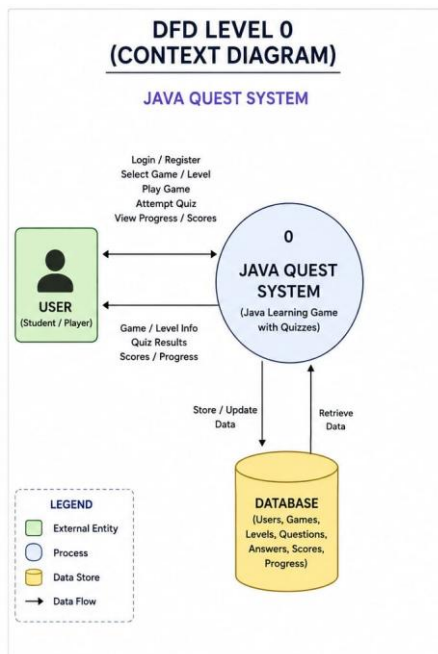 DFD LEVEL 0
(CONTEXT DIAGRAM)
JAVA QUEST SYSTEM
Login / Register
Select Game / Level
Play Game
Attempt Quiz
View Progress / Scores
USER
(Student / Player)
0
JAVA QUEST
SYSTEM
(Java Learning Game
with Quizzes)
Game / Level Info
Quiz Results
Scores / Progress
Store / Update
Data
Retrieve
Data
DATABASE
(Users, Games,
Levels, Questions,
Answers, Scores,
Progress)
LEGEND
External Entity
Process
Data Store
Data Flow